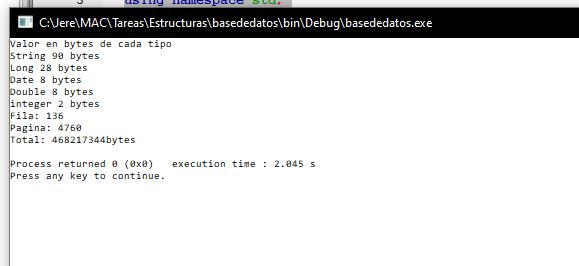 3 using namespace std;
C:\Jere\MAC\Tareas\Estructuras\basededatos\bin\Debug\basededatos.exe
Valor en bytes de cada tipo
String 90 bytes
Long 28 bytes
Date 8 bytes
Double 8 bytes
integer 2 bytes
Fila: 136
Pagina: 4760
Total: 468217344bytes
Process returned 0 (0x0) execution time : 2.045 s
Press any key to continue.